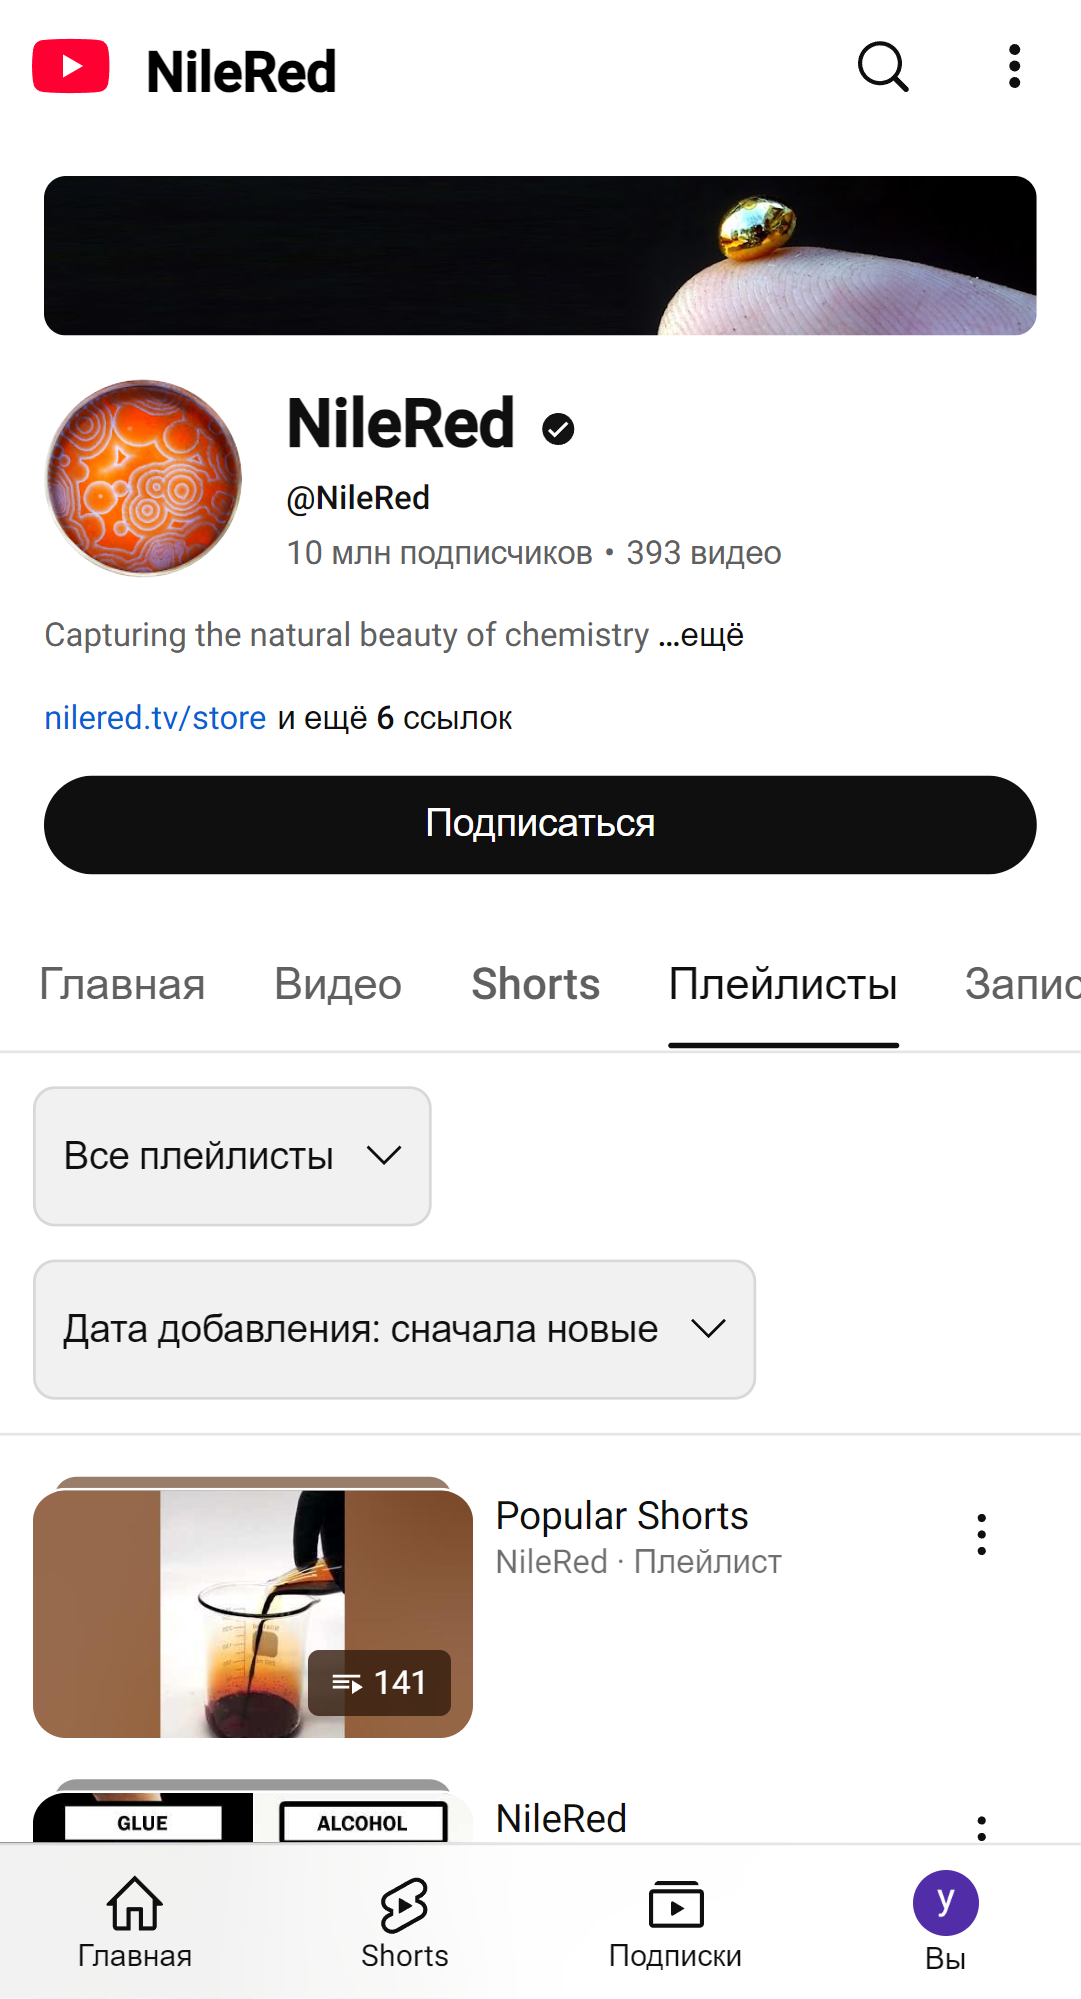 NileRed
NileRed
@NileRed
10 млн подписчиков • 393 видео
Capturing the natural beauty of chemistry ...ещё
nilered.tv/store и ещё 6 ссылок
Подписаться
Главная Видео Shorts Плейлисты Запис
Все плейлисты
Дата добавления: сначала новые
Popular Shorts
NileRed · Плейлист
141
GLUE ALCOHOL
NileRed
Главная Shorts Подписки Вы
y